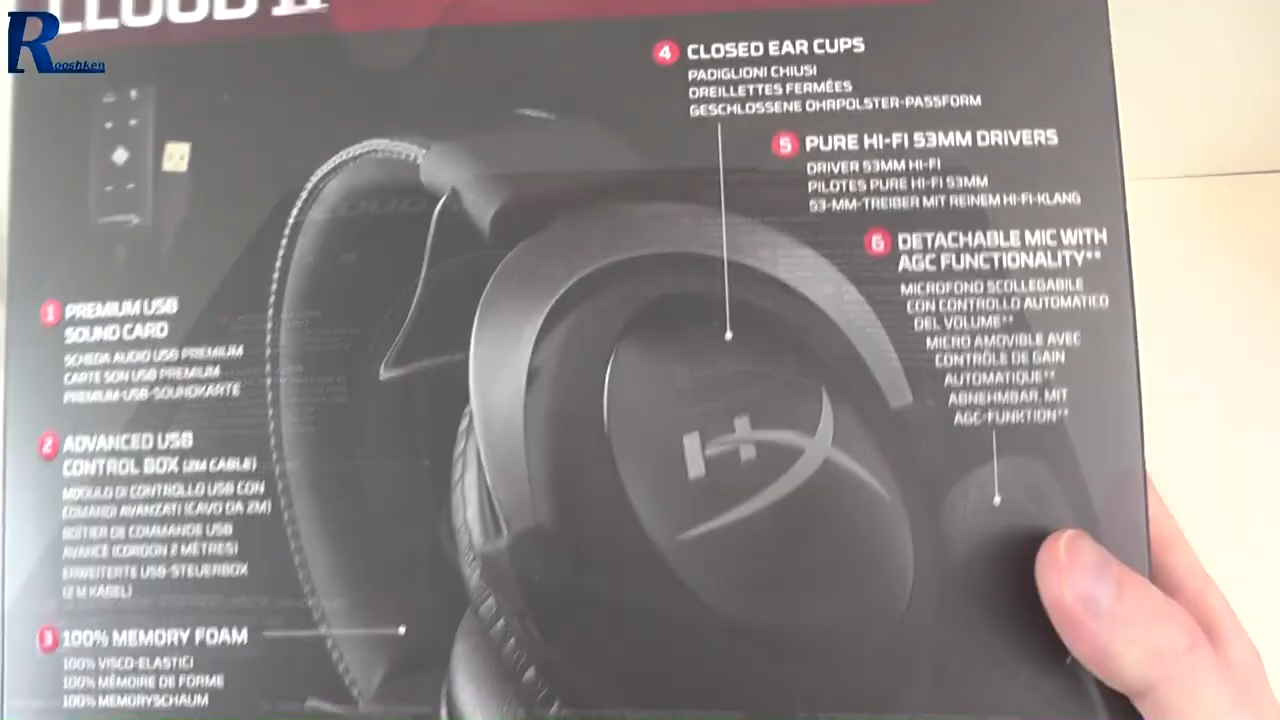 CLOUD II
Rooshken
4 CLOSED EAR CUPS
PADIGLIONI CHIUSI
OREILLETTES FERMÉES
GESCHLOSSENE OHRPOLSTER-PASSFORM
5 PURE HI-FI 53MM DRIVERS
DRIVER 53MM HI-FI
PILOTES PURE HI-FI 53MM
53-MM-TREIBER MIT REINEM HI-FI-KLANG
6 DETACHABLE MIC WITH
AGC FUNCTIONALITY**
MICROFONO SCOLLEGABILE
CON CONTROLLO AUTOMATICO
DEL VOLUME**
MICRO AMOVIBLE AVEC
CONTRÔLE DE GAIN
AUTOMATIQUE**
ABNEHMBAR, MIT
AGC-FUNKTION**
1 PREMIUM USB
SOUND CARD
SCHEDA AUDIO USB PREMIUM
CARTE SON USB PREMIUM
PREMIUM-USB-SOUNDKARTE
2 ADVANCED USB
CONTROL BOX (2M CABLE)
MODULO DI CONTROLLO USB CON
COMANDI AVANZATI (CAVO DA 2M)
BOÎTIER DE COMMANDE USB
AVANCÉ (CORDON 2 MÈTRES)
ERWEITERTE USB-STEUERBOX
(2 M KABEL)
3 100% MEMORY FOAM
100% VISCO-ELASTICI
100% MÉMOIRE DE FORME
100% MEMORYSCHAUM